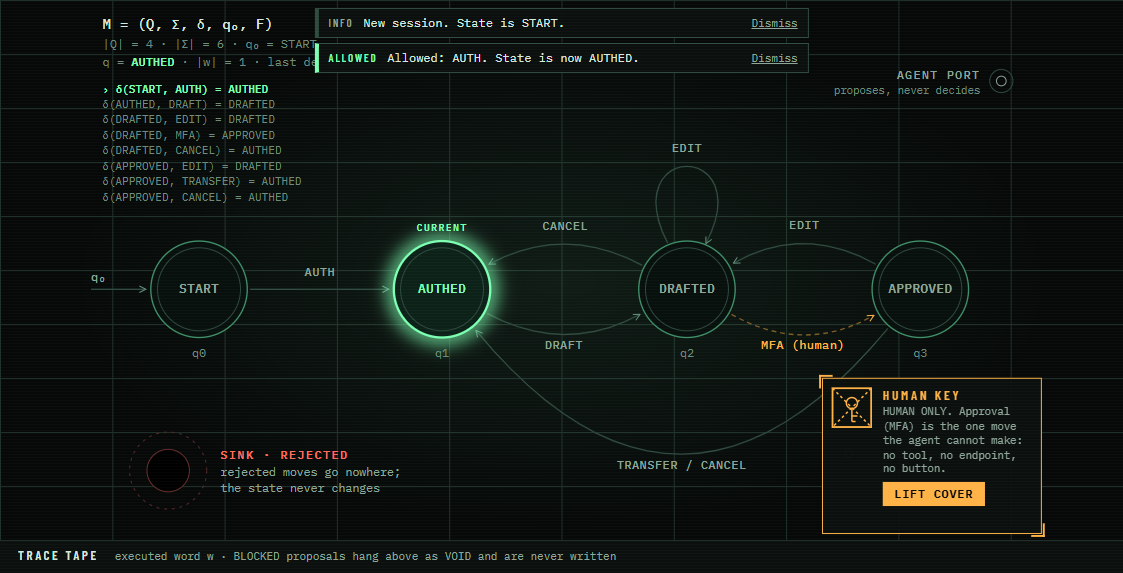 M = (Q, Σ, δ, q₀, F)
|Q| = 4 · |Σ| = 6 · q₀ = START
q = AUTHED · |w| = 1 · last
› δ(START, AUTH) = AUTHED
δ(AUTHED, DRAFT) = DRAFTED
δ(DRAFTED, EDIT) = DRAFTED
δ(DRAFTED, MFA) = APPROVED
δ(DRAFTED, CANCEL) = AUTHED
δ(APPROVED, EDIT) = DRAFTED
δ(APPROVED, TRANSFER) = AUTHED
δ(APPROVED, CANCEL) = AUTHED
INFO New session. State is START. Dismiss
ALLOWED Allowed: AUTH. State is now AUTHED. Dismiss
AGENT PORT
proposes, never decides
EDIT
CURRENT
CANCEL
EDIT
q₀
AUTH
START
AUTHED
DRAFTED
APPROVED
DRAFT
MFA (human)
q0
q1
q2
q3
TRANSFER / CANCEL
HUMAN KEY
HUMAN ONLY. Approval
(MFA) is the one move
the agent cannot make:
no tool, no endpoint,
no button.
LIFT COVER
SINK · REJECTED
rejected moves go nowhere;
the state never changes
TRACE TAPE executed word w · BLOCKED proposals hang above as VOID and are never written